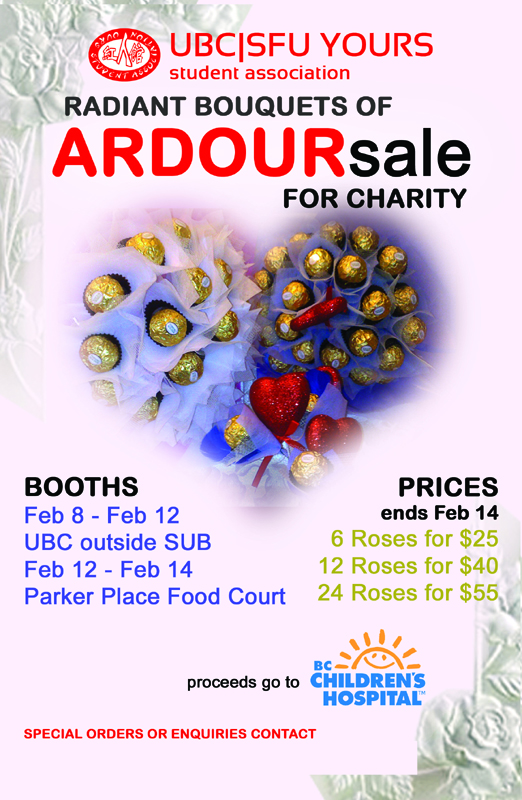 UBC|SFU YOURS
student association
RADIANT BOUQUETS OF
ARDOURsale
FOR CHARITY
BOOTHS
Feb 8 - Feb 12
UBC outside SUB
Feb 12 - Feb 14
Parker Place Food Court
PRICES
ends Feb 14
6 Roses for $25
12 Roses for $40
24 Roses for $55
proceeds go to
BC
CHILDREN'S
HOSPITAL™
SPECIAL ORDERS OR ENQUIRIES CONTACT